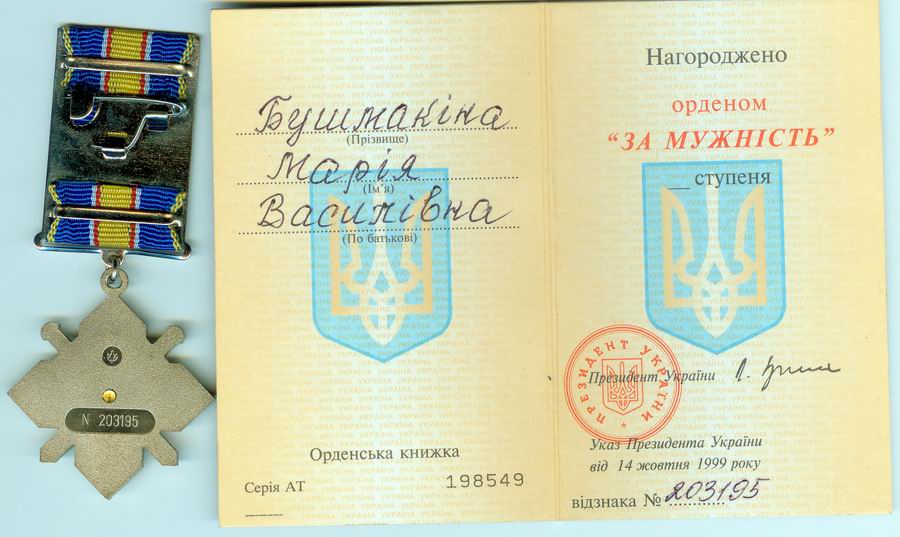 N 203195
Бушмакіна
(Прізвище)
Марія
(Ім'я)
Василівна
(По батькові)
Орденська книжка
Серія АТ 198549
Нагороджено
орденом
“ЗА МУЖНІСТЬ”
__ ступеня
ПРЕЗИДЕНТ УКРАЇНИ
Президент України
Указ Президента України
від 14 жовтня 1999 року
відзнака № 203195